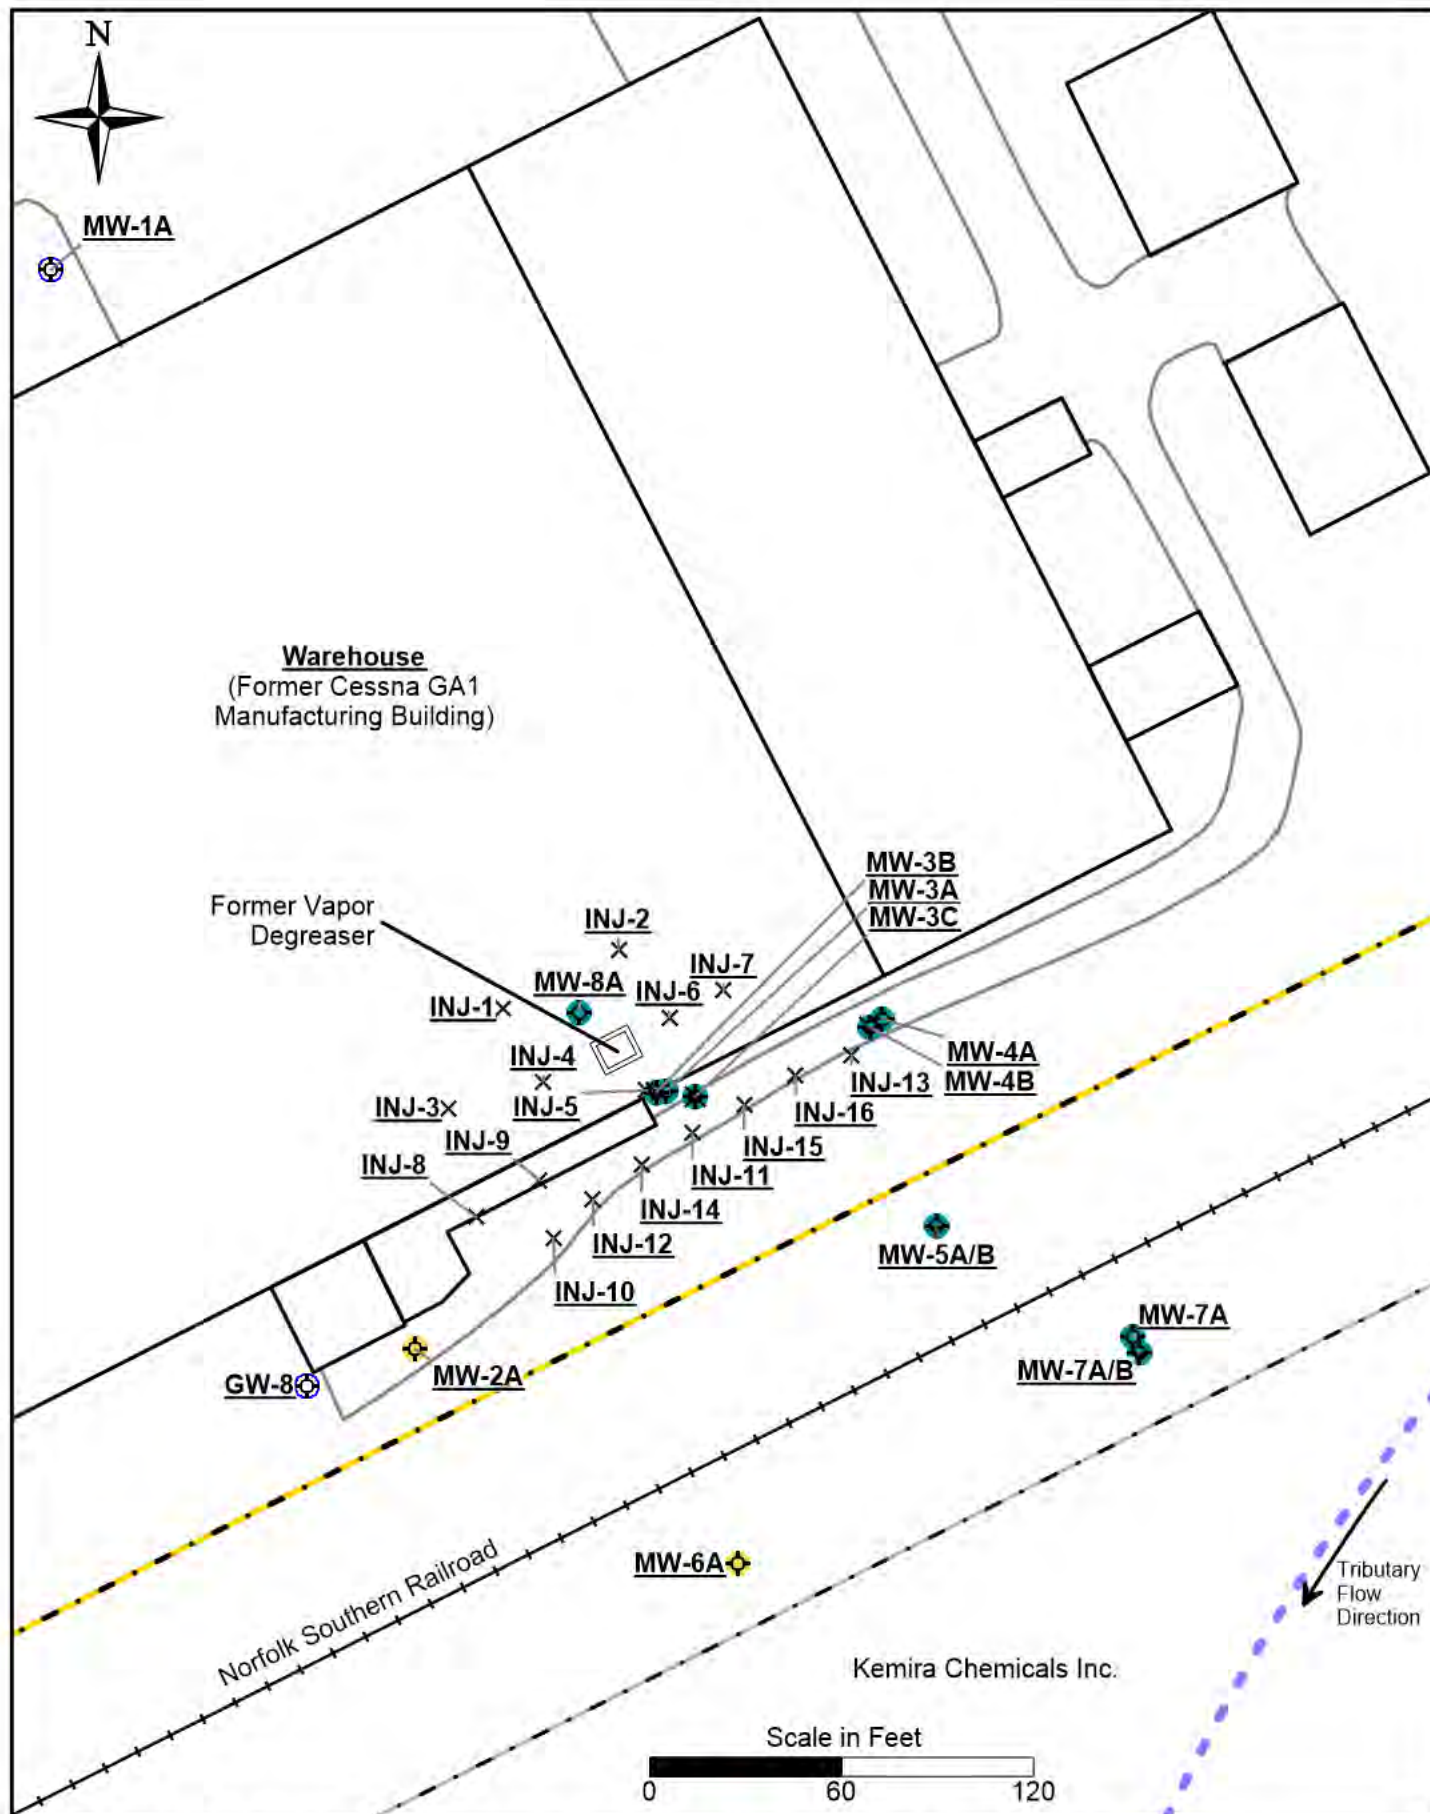 N
MW-1A
Warehouse
(Former Cessna GA1
Manufacturing Building)
MW-3B
MW-3A
MW-3C
Former Vapor
Degreaser
INJ-2
INJ-7
MW-8A
INJ-6
INJ-1
INJ-4
MW-4A
INJ-13
MW-4B
INJ-3
INJ-5
INJ-16
INJ-9
INJ-15
INJ-8
INJ-11
INJ-14
INJ-12
MW-5A/B
INJ-10
MW-7A
MW-7A/B
MW-2A
GW-8
MW-6A
Norfolk Southern Railroad
Tributary
Flow
Direction
Kemira Chemicals Inc.
Scale in Feet
0 60 120